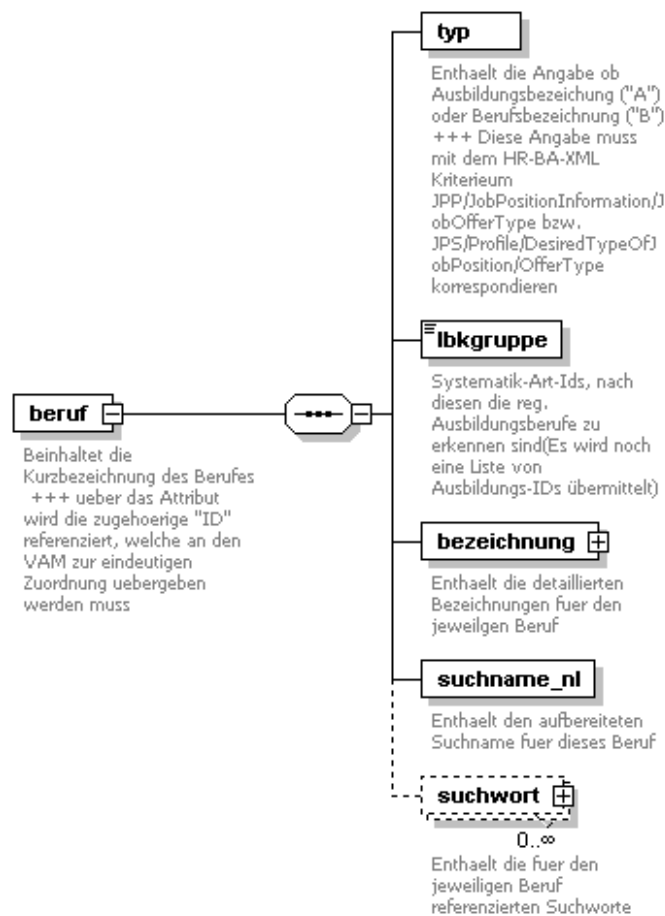 typ
Enthaelt die Angabe ob
Ausbildungsbezeichung ("A")
oder Berufsbezeichnung ("B")
+++ Diese Angabe muss
mit dem HR-BA-XML
Kriterieum
JPP/JobPositionInformation/J
obOfferType bzw.
JPS/Profile/DesiredTypeOfJ
obPosition/OfferType
korrespondieren
lbkgruppe
Systematik-Art-Ids, nach
diesen die reg.
Ausbildungsberufe zu
erkennen sind(Es wird noch
eine Liste von
Ausbildungs-IDs übermittelt)
beruf
Beinhaltet die
Kurzbezeichnung des Berufes
+++ ueber das Attribut
wird die zugehoerige "ID"
referenziert, welche an den
VAM zur eindeutigen
Zuordnung uebergeben
werden muss
bezeichnung
Enthaelt die detaillierten
Bezeichnungen fuer den
jeweilgen Beruf
suchname_nl
Enthaelt den aufbereiteten
Suchname fuer dieses Beruf
suchwort
0..∞
Enthaelt die fuer den
jeweiligen Beruf
referenzierten Suchworte